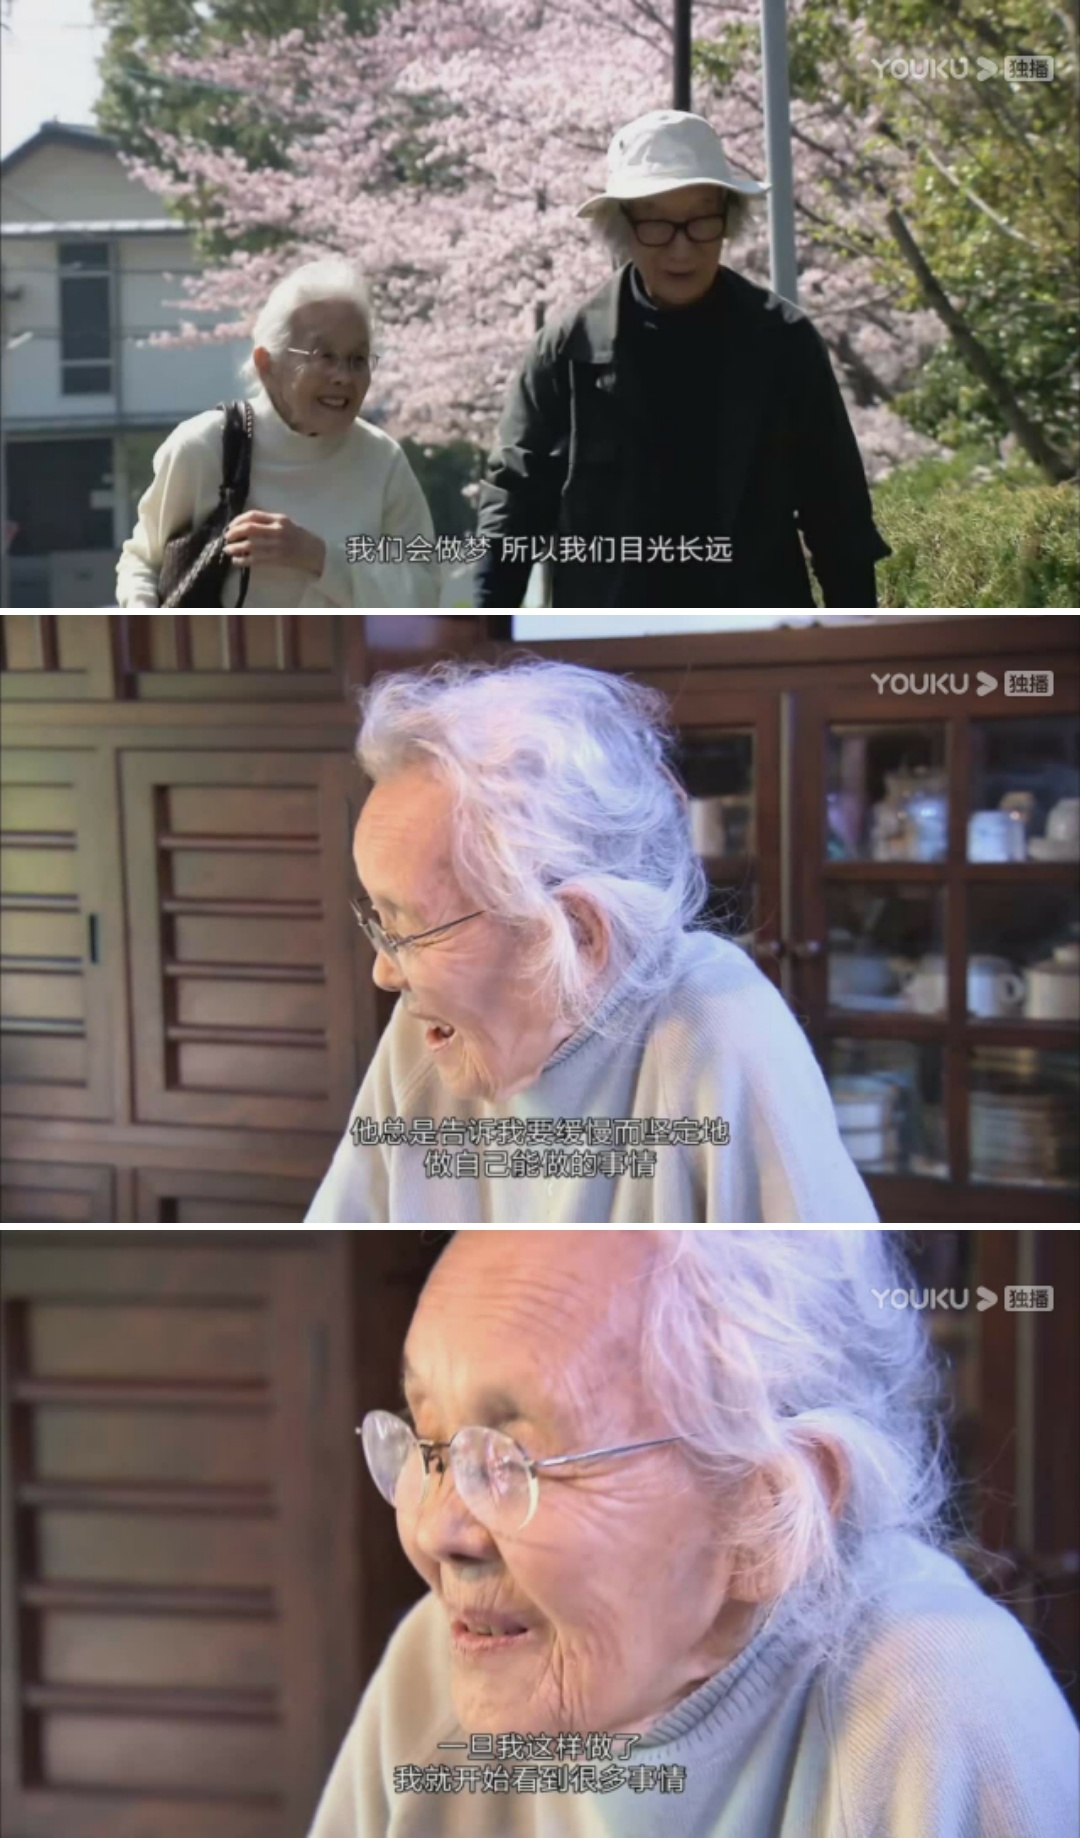 YOUKU 独播
我们会做梦 所以我们目光长远
YOUKU 独播
他总是告诉我要缓慢而坚定地
做自己能做的事情
YOUKU 独播
一旦我这样做了
我就开始看到很多事情